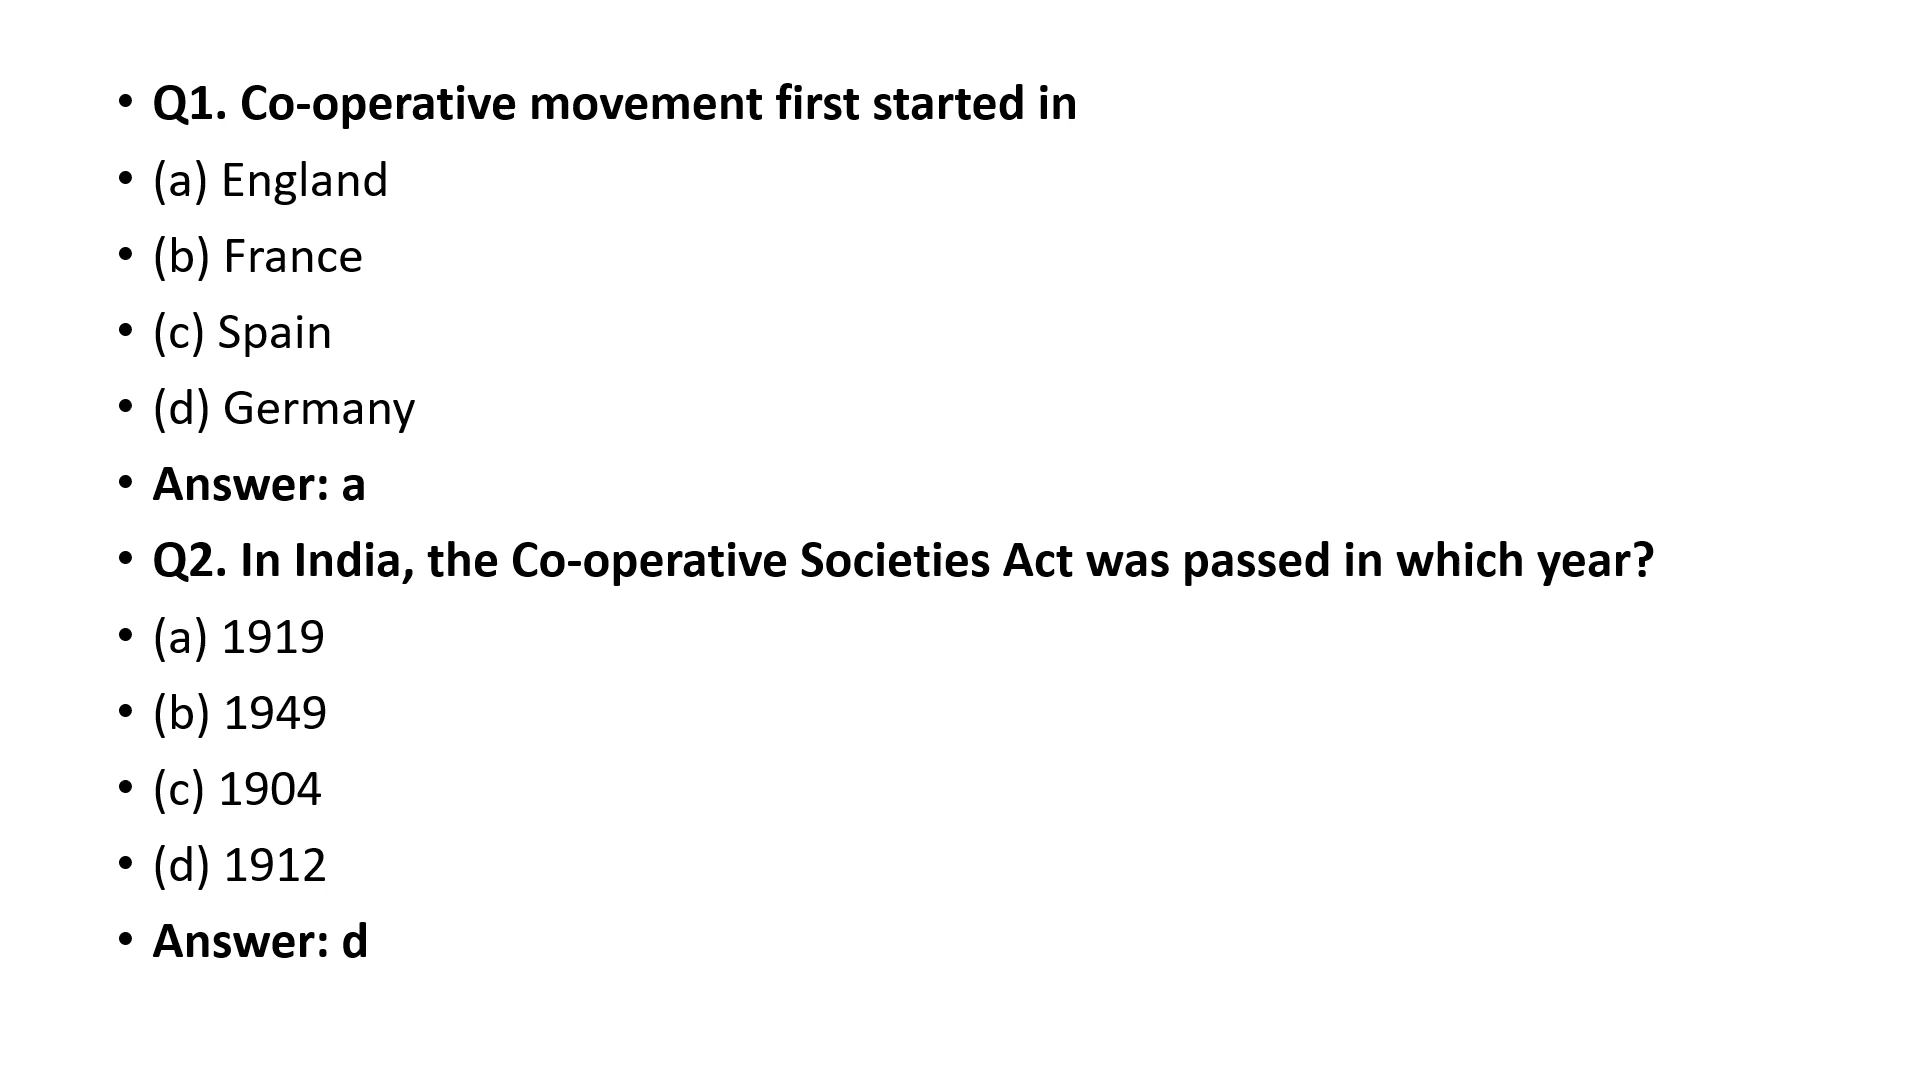 • Q1. Co-operative movement first started in
• (a) England
• (b) France
• (c) Spain
• (d) Germany
• Answer: a
• Q2. In India, the Co-operative Societies Act was passed in which year?
• (a) 1919
• (b) 1949
• (c) 1904
• (d) 1912
• Answer: d